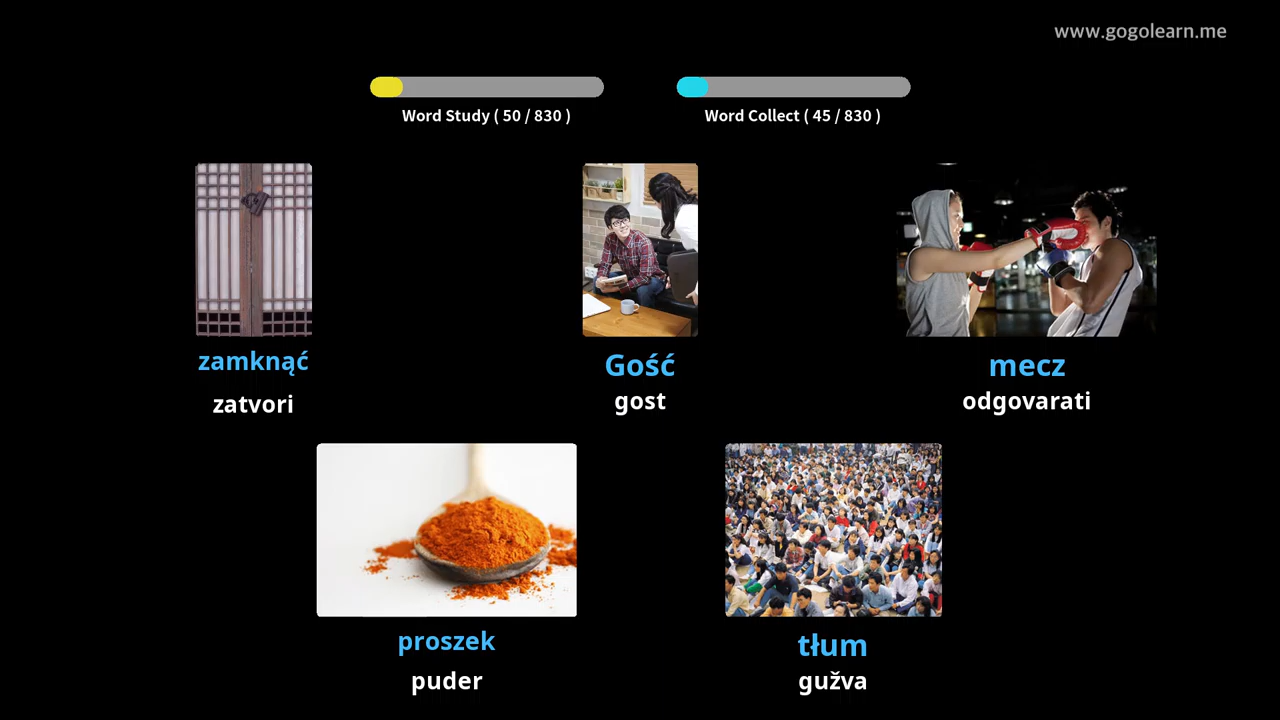 www.gogolearn.me
Word Study ( 50 / 830 )
Word Collect ( 45 / 830 )
zamknąć
zatvori
Gość
gost
mecz
odgovarati
proszek
puder
tłum
gužva